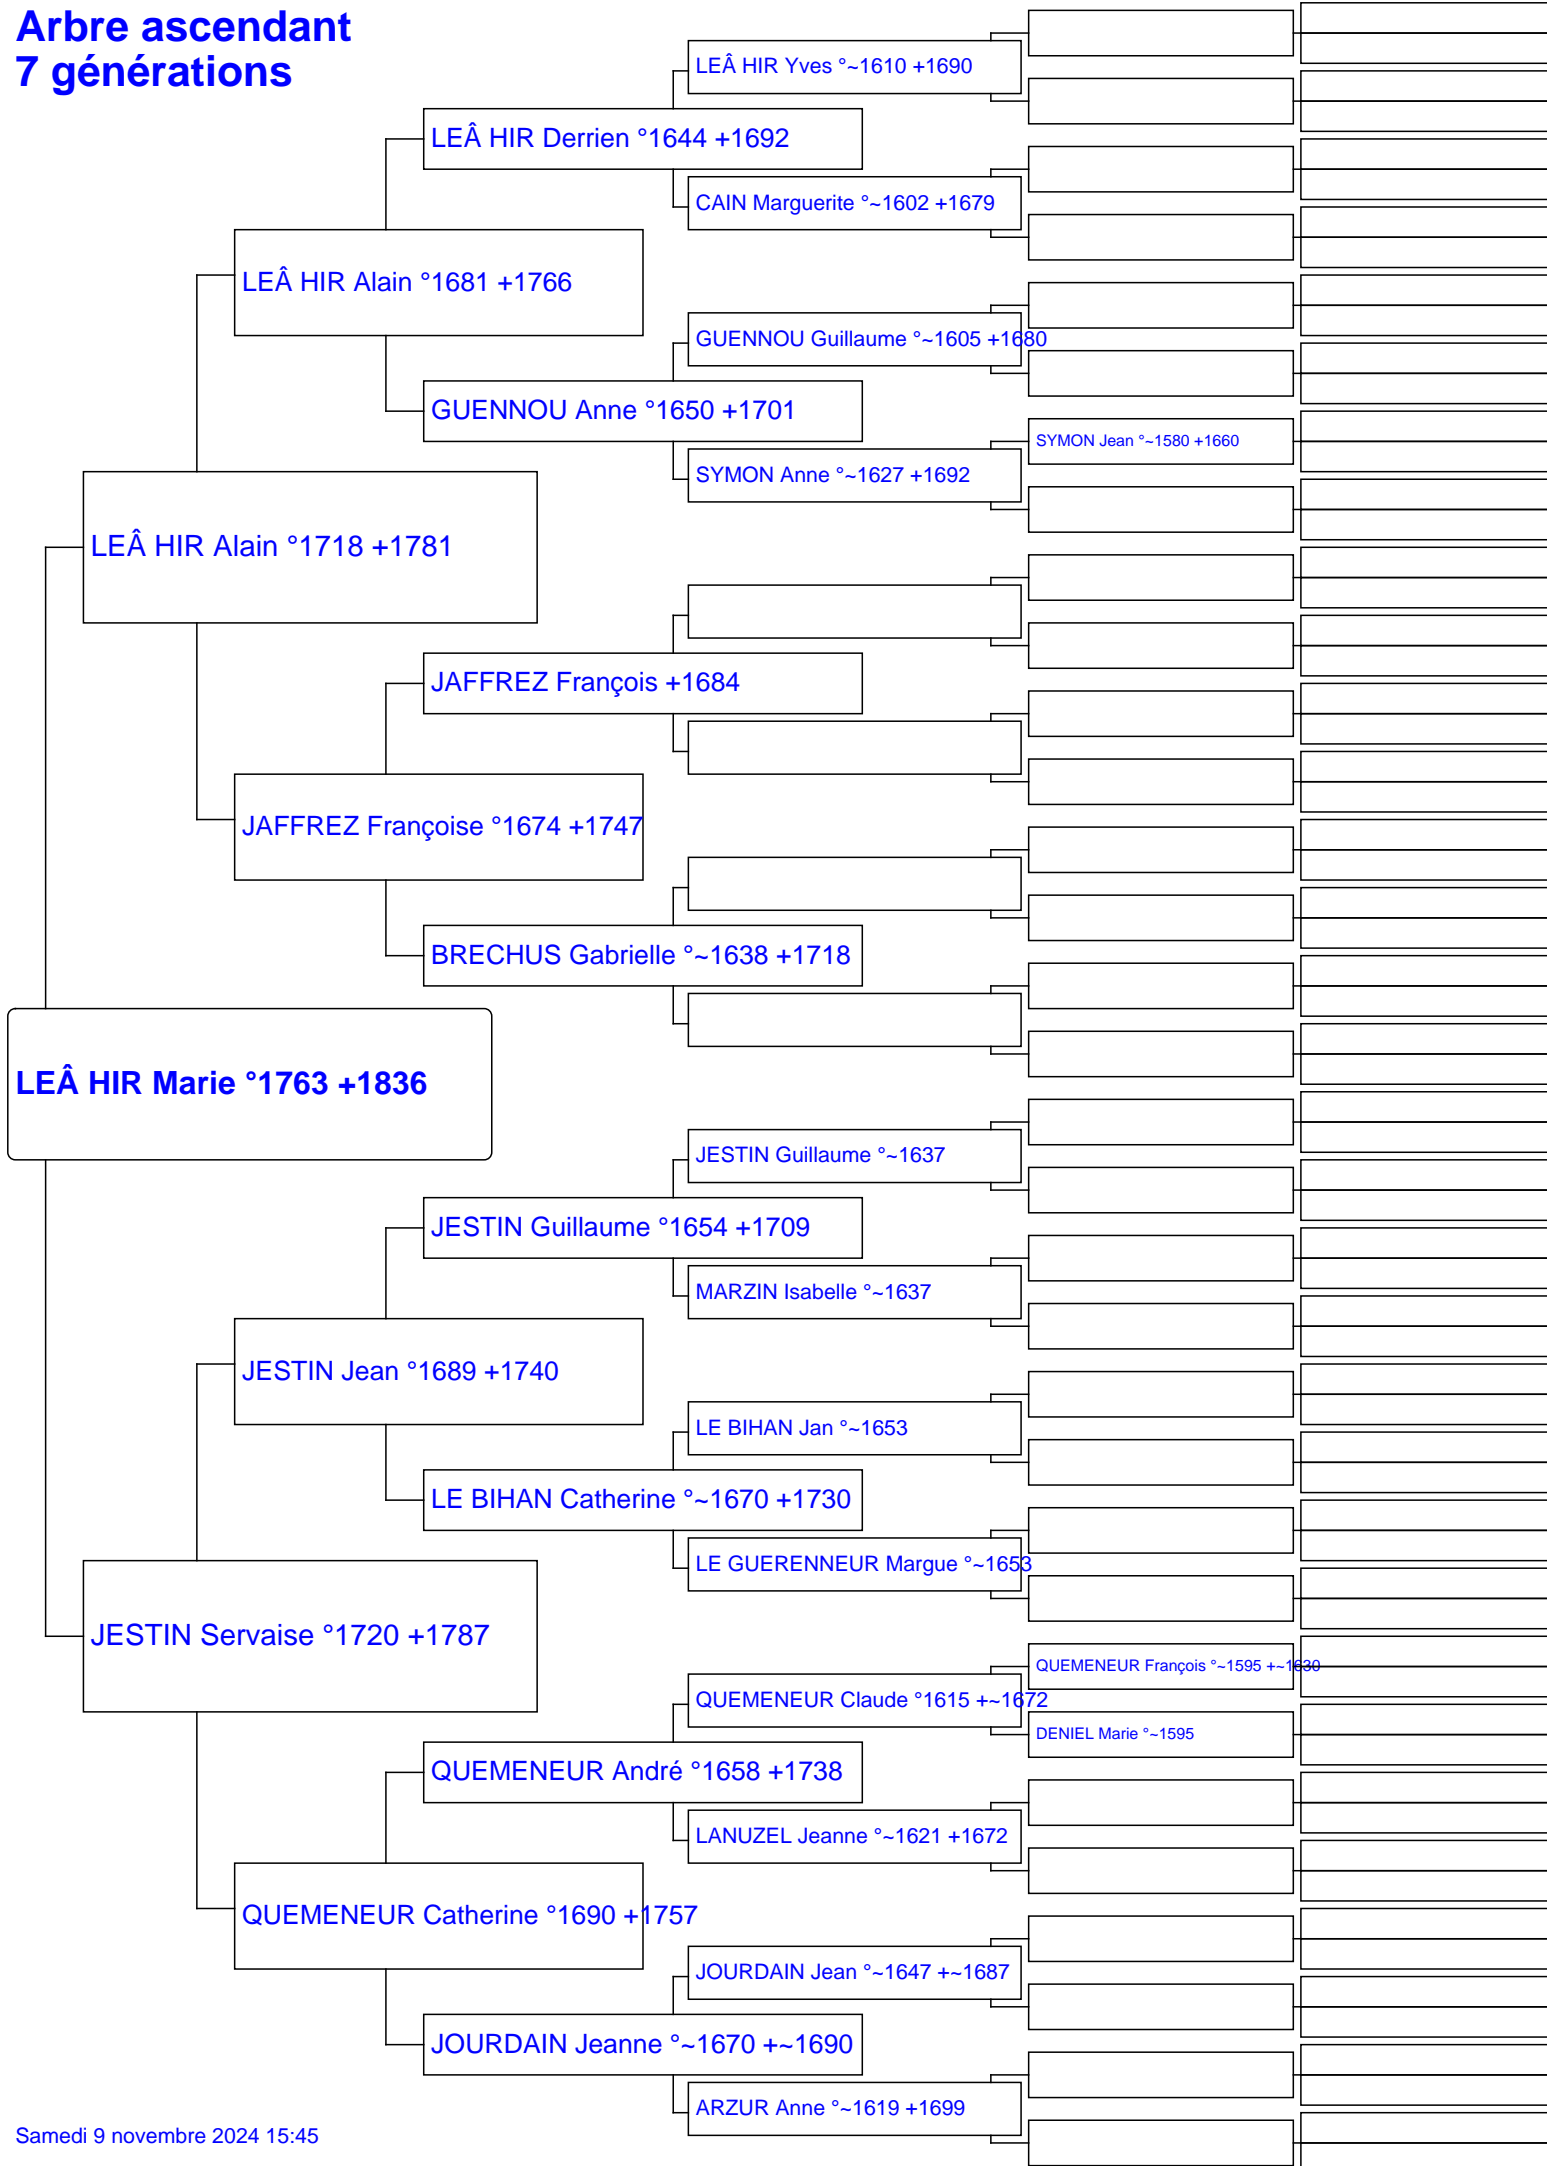 Arbre ascendant
7 générations
LEÂ HIR Yves °~1610 +1690
LEÂ HIR Derrien °1644 +1692
CAIN Marguerite °~1602 +1679
LEÂ HIR Alain °1681 +1766
GUENNOU Guillaume °~1605 +1680
GUENNOU Anne °1650 +1701
SYMON Jean °~1580 +1660
SYMON Anne °~1627 +1692
LEÂ HIR Alain °1718 +1781
JAFFREZ François +1684
JAFFREZ Françoise °1674 +1747
BRECHUS Gabrielle °~1638 +1718
LEÂ HIR Marie °1763 +1836
JESTIN Guillaume °~1637
JESTIN Guillaume °1654 +1709
MARZIN Isabelle °~1637
JESTIN Jean °1689 +1740
LE BIHAN Jan °~1653
LE BIHAN Catherine °~1670 +1730
LE GUERENNEUR Margue °~1653
JESTIN Servaise °1720 +1787
QUEMENEUR François °~1595 +~1630
QUEMENEUR Claude °1615 +~1672
DENIEL Marie °~1595
QUEMENEUR André °1658 +1738
LANUZEL Jeanne °~1621 +1672
QUEMENEUR Catherine °1690 +1757
JOURDAIN Jean °~1647 +~1687
JOURDAIN Jeanne °~1670 +~1690
ARZUR Anne °~1619 +1699
Samedi 9 novembre 2024 15:45